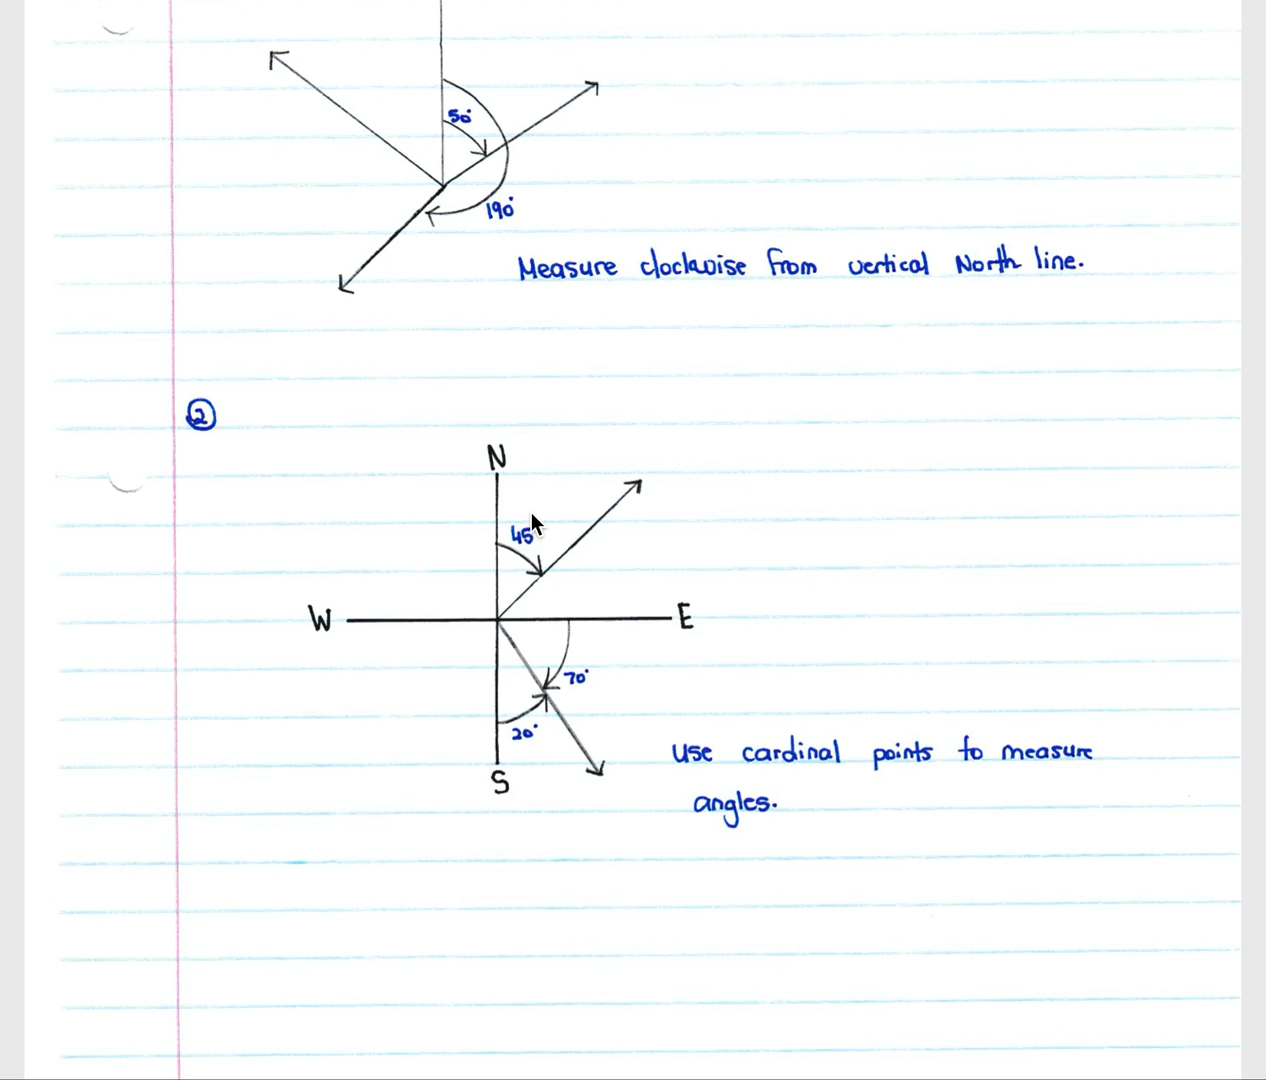 50°
190°
Measure clockwise from vertical North line.
2
N
45
W
E
70°
20°
S
use cardinal points to measure
angles.